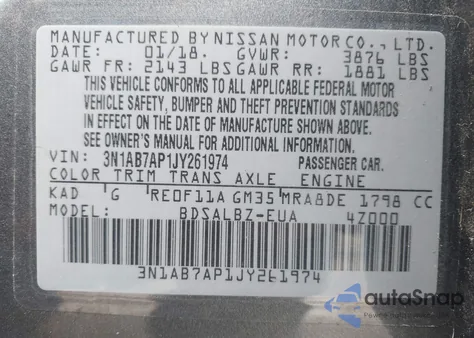 MANUFACTURED BY NISSAN MOTOR CO., LTD.
DATE: 01/18. GVWR: 3876 LBS
GAWR FR: 2143 LBS GAWR RR: 1881 LBS
THIS VEHICLE CONFORMS TO ALL APPLICABLE FEDERAL MOTOR
VEHICLE SAFETY, BUMPER AND THEFT PREVENTION STANDARDS
IN EFFECT ON THE DATE OF MANUFACTURE SHOWN ABOVE.
SEE OWNER'S MANUAL FOR ADDITIONAL INFORMATION.
VIN: 3N1AB7AP1JY261974 PASSENGER CAR.
COLOR TRIM TRANS AXLE ENGINE
KAD G RE0F11A GM35 MRA8DE 1798 CC
MODEL: BDSALBZ-EUA 4Z000
3N1AB7AP1JY261974
autoSnap